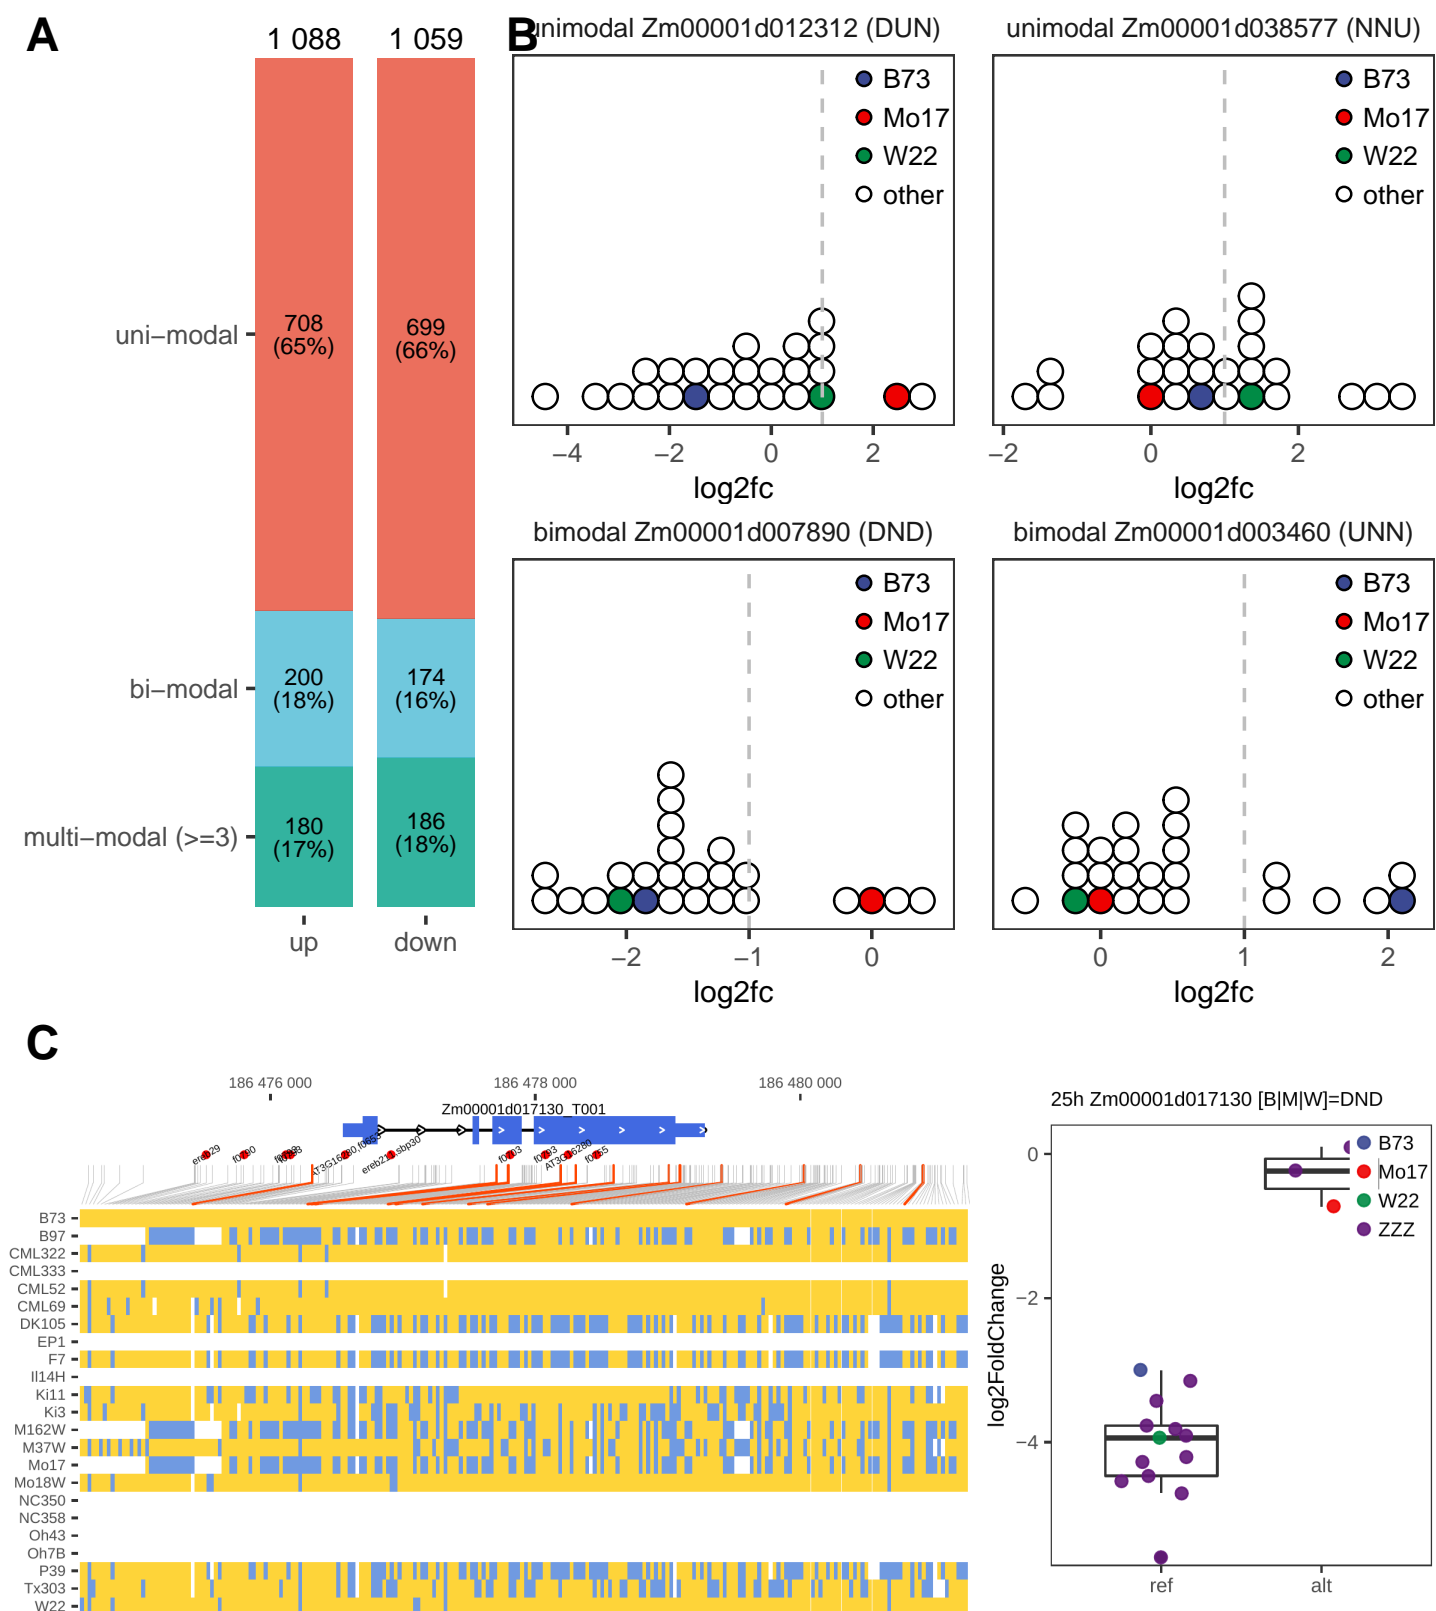 A
1 088
1 059
uni−modal
bi−modal
multi−modal (>=3)
708
(65%)
699
(66%)
200
(18%)
174
(16%)
180
(17%)
186
(18%)
up
down
B
unimodal Zm00001d012312 (DUN)
B73
Mo17
W22
other
−4
−2
0
2
log2fc
unimodal Zm00001d038577 (NNU)
B73
Mo17
W22
other
−2
0
2
log2fc
bimodal Zm00001d007890 (DND)
B73
Mo17
W22
other
−2
−1
0
log2fc
bimodal Zm00001d003460 (UNN)
B73
Mo17
W22
other
0
1
2
log2fc
C
186 476 000
186 478 000
186 480 000
Zm00001d017130_T001
ereb29
AT3G16280,f0653
sbp30
AT3G16280
B73
B97
CML322
CML333
CML52
CML69
DK105
EP1
F7
Il14H
Ki11
Ki3
M162W
M37W
Mo17
Mo18W
NC350
NC358
Oh43
Oh7B
P39
Tx303
W22
25h Zm00001d017130 [B|M|W]=DND
B73
Mo17
W22
ZZZ
log2FoldChange
0
−2
−4
ref
alt